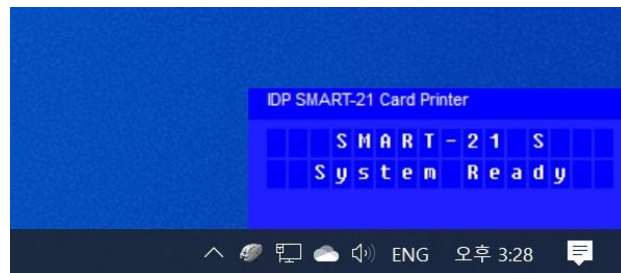 IDP SMART-21 Card Printer
SMART-21 S
System Ready
ENG 오후 3:28